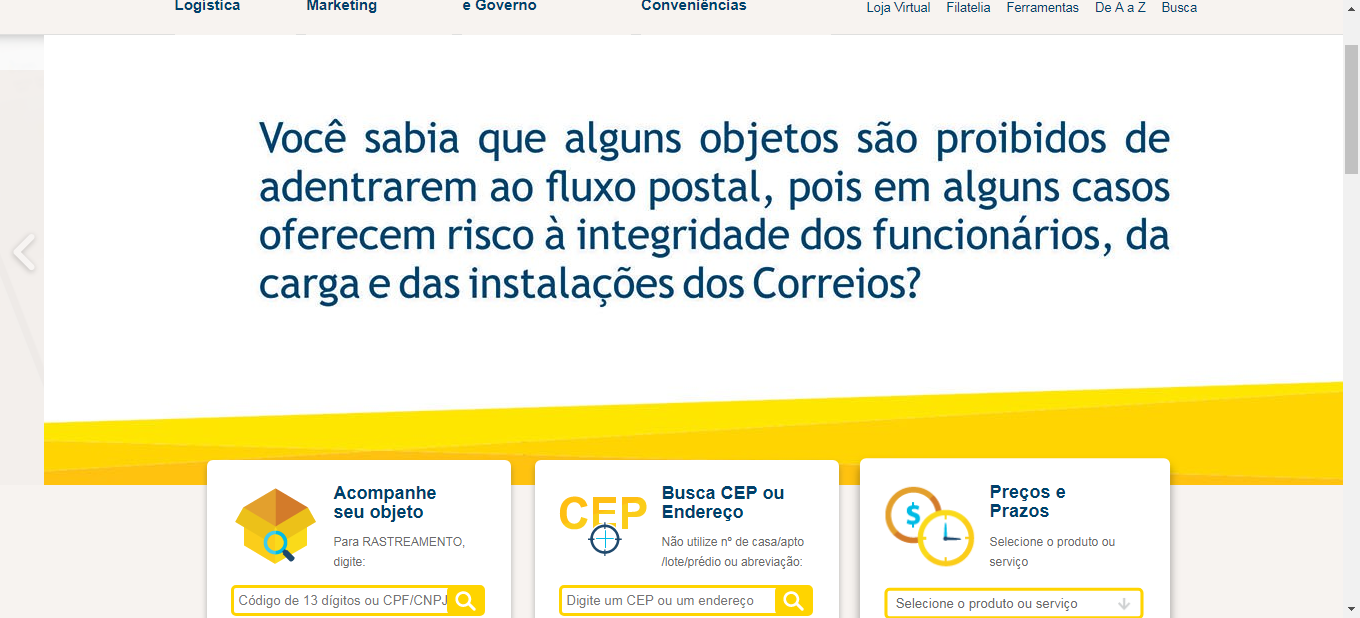 Logística Marketing e Governo Conveniências Loja Virtual Filatelia Ferramentas De A a Z Busca
Você sabia que alguns objetos são proibidos de
adentrarem ao fluxo postal, pois em alguns casos
oferecem risco à integridade dos funcionários, da
carga e das instalações dos Correios?
Acompanhe
seu objeto
Para RASTREAMENTO,
digite:
Código de 13 dígitos ou CPF/CNPJ
CEP
Busca CEP ou
Endereço
Não utilize nº de casa/apto
/lote/prédio ou abreviação:
Digite um CEP ou um endereço
$
Preços e
Prazos
Selecione o produto ou
serviço
Selecione o produto ou serviço